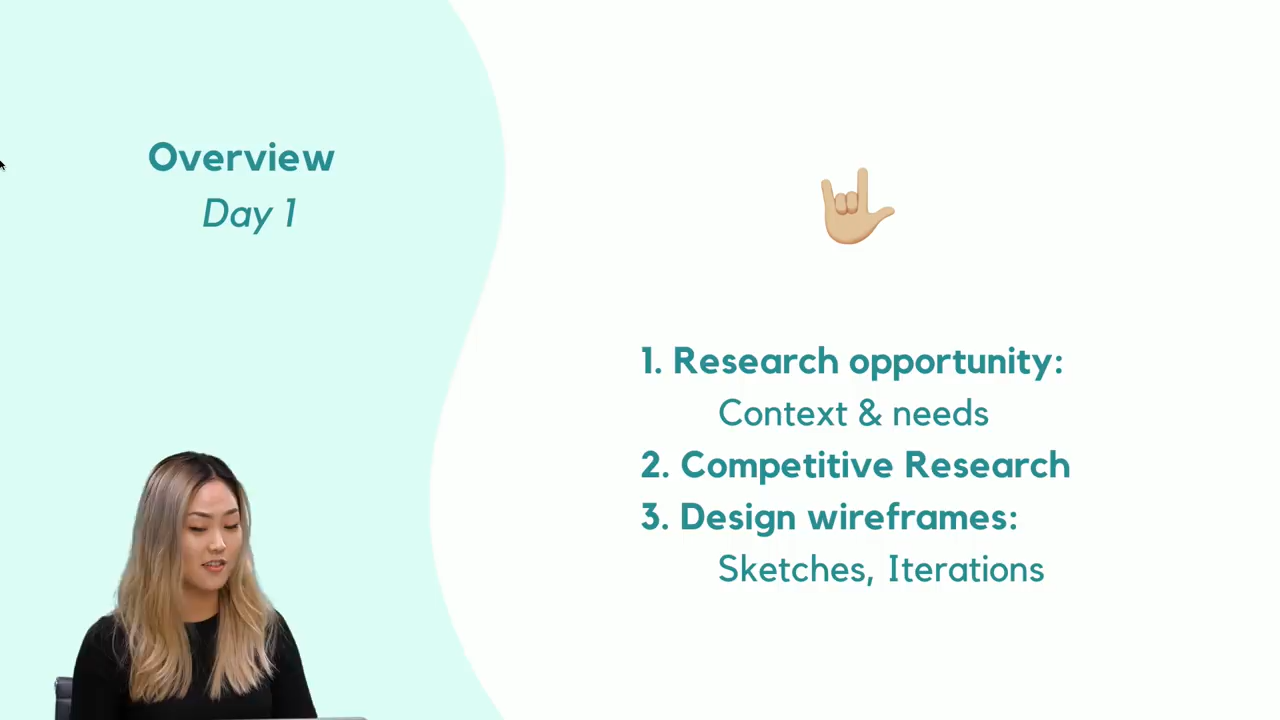 Overview
Day 1
1. Research opportunity:
Context & needs
2. Competitive Research
3. Design wireframes:
Sketches, Iterations